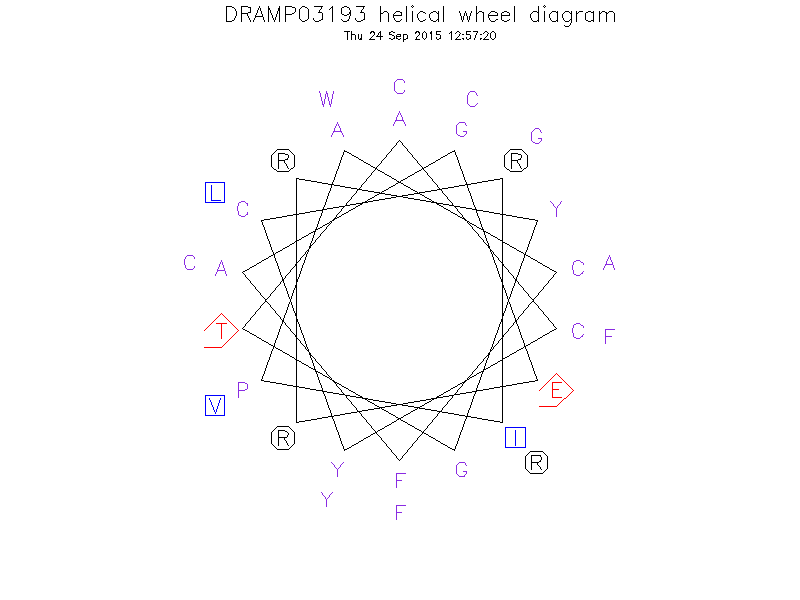 DRAMP03193 helical wheel diagram
Thu 24 Sep 2015 12:57:20
C
W C
A A G G
R R
L C Y
C A C A
T C F
P E
V
R I
R
Y F G
Y F